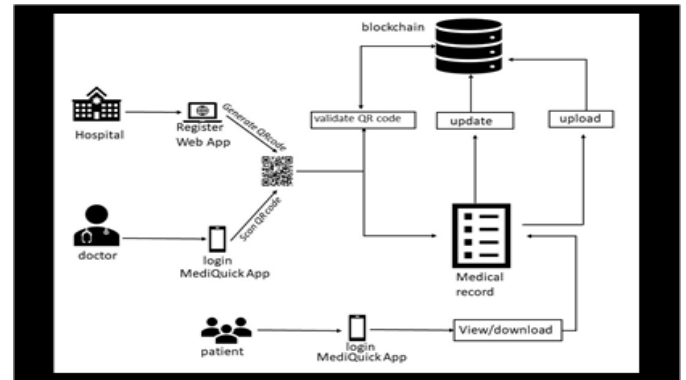 blockchain
Hospital
Register
Web App
Generate QRcode
validate QR code
update
upload
Scan QR code
doctor
login
MediQuick App
Medical
record
patient
login
MediQuick App
View/download